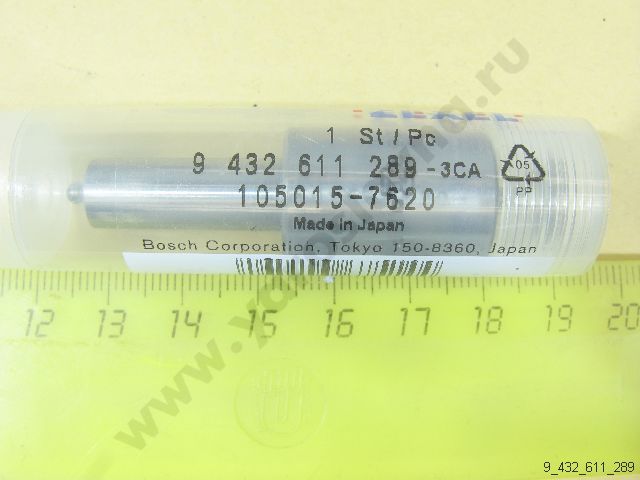 ZEXEL
1 St / Pc
9 432 611 289 -3CA
105015-7620
Made in Japan
Bosch Corporation, Tokyo 150-8360, Japan
05
PP
12 13 14 15 16 17 18 19 20
9_432_611_289